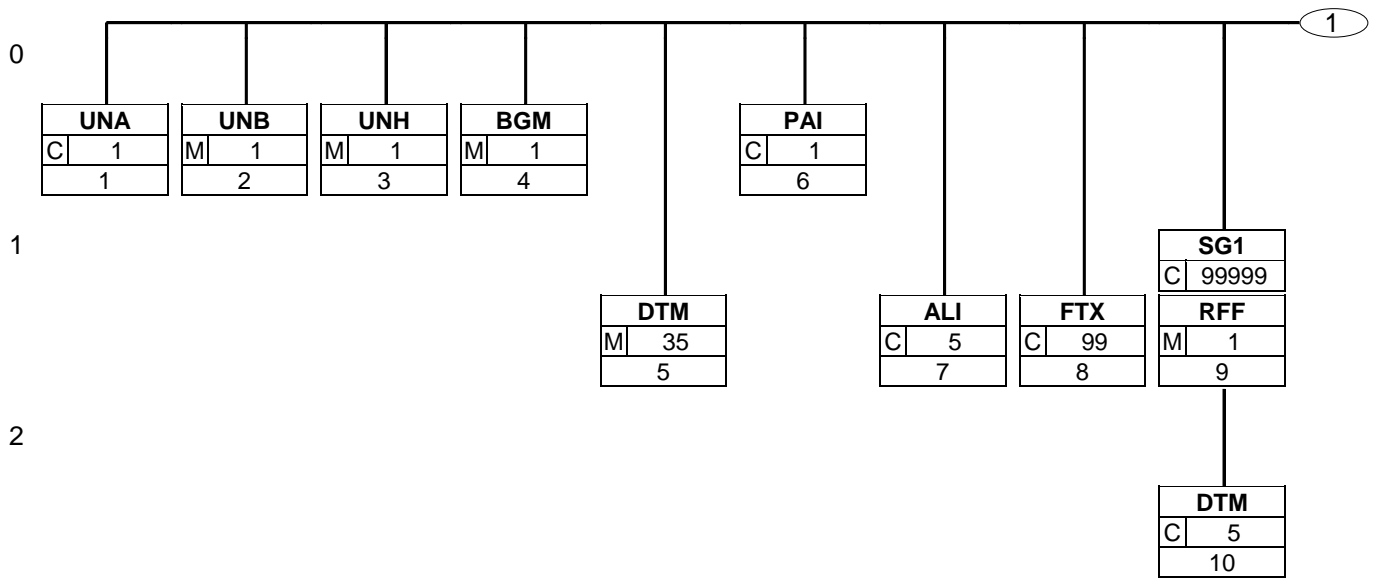 1
0
UNA UNB UNH BGM PAI
C 1 M 1 M 1 M 1 C 1
1 2 3 4 6
1
SG1
C 99999
DTM ALI FTX RFF
M 35 C 5 C 99 M 1
5 7 8 9
2
DTM
C 5
10